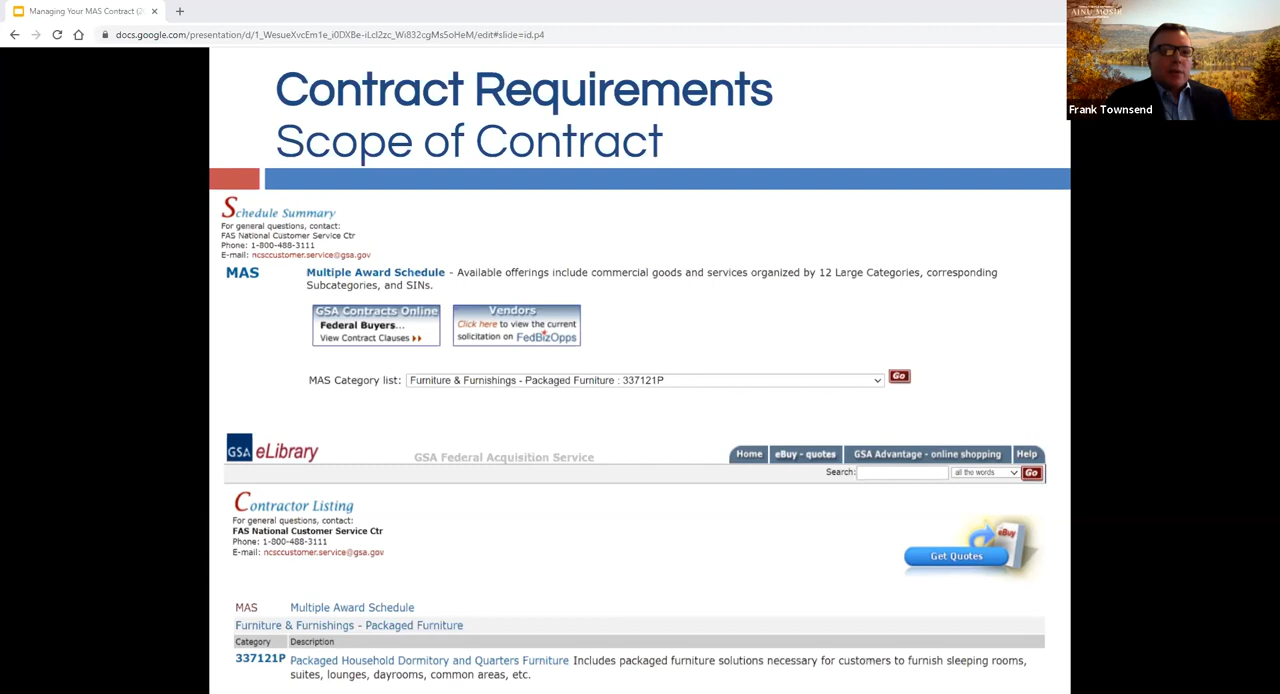 Managing Your MAS Contract (2
docs.google.com/presentation/d/1_WesueXvcEm1e_i0DXBe-iLcI2zc_Wi832cgMs5oHeM/edit#slide=id.p4
AINU MOSIR
Frank Townsend
Contract Requirements
Scope of Contract
Schedule Summary
For general questions, contact:
FAS National Customer Service Ctr
Phone: 1-800-488-3111
E-mail: ncsccustomer.service@gsa.gov
MAS Multiple Award Schedule - Available offerings include commercial goods and services organized by 12 Large Categories, corresponding
Subcategories, and SINs.
GSA Contracts Online
Federal Buyers...
View Contract Clauses
Vendors
Click here to view the current
solicitation on FedBizOpps
MAS Category list: Furniture & Furnishings - Packaged Furniture : 337121P Go
GSA eLibrary
GSA Federal Acquisition Service
Home eBuy - quotes GSA Advantage - online shopping Help
Search: all the words Go
Contractor Listing
For general questions, contact:
FAS National Customer Service Ctr
Phone: 1-800-488-3111
E-mail: ncsccustomer.service@gsa.gov
eBuy
Get Quotes
MAS Multiple Award Schedule
Furniture & Furnishings - Packaged Furniture
Category Description
337121P Packaged Household Dormitory and Quarters Furniture Includes packaged furniture solutions necessary for customers to furnish sleeping rooms,
suites, lounges, dayrooms, common areas, etc.